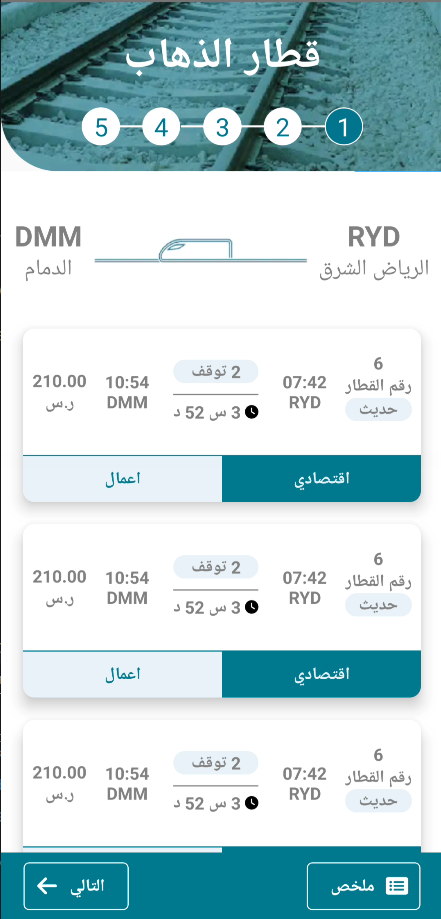 قطار الذهاب
1 2 3 4 5
RYD DMM
الرياض الشرق الدمام
6
رقم القطار
حديث
07:42
RYD
2 توقف
3 س 52 د
10:54
DMM
210.00
ر.س
اقتصادي اعمال
6
رقم القطار
حديث
07:42
RYD
2 توقف
3 س 52 د
10:54
DMM
210.00
ر.س
اقتصادي اعمال
6
رقم القطار
حديث
07:42
RYD
2 توقف
3 س 52 د
10:54
DMM
210.00
ر.س
ملخص التالي